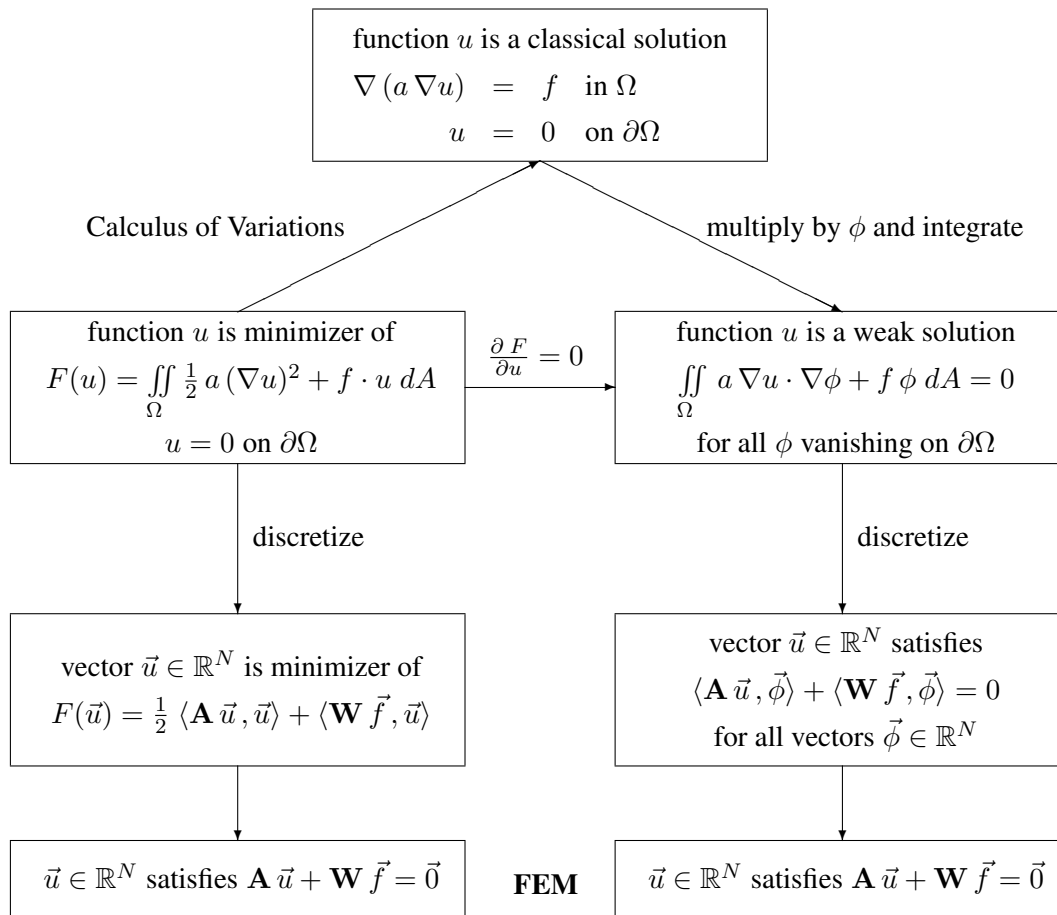 function u is a classical solution
∇ (a ∇u) = f in Ω
u = 0 on ∂Ω
Calculus of Variations
multiply by ϕ and integrate
function u is minimizer of
F(u) = ∬_Ω 1/2 a (∇u)² + f · u dA
u = 0 on ∂Ω
∂ F/∂u = 0
function u is a weak solution
∬_Ω a ∇u · ∇ϕ + f ϕ dA = 0
for all ϕ vanishing on ∂Ω
discretize
discretize
vector u⃗ ∈ ℝ^N is minimizer of
F(u⃗) = 1/2 ⟨A u⃗ , u⃗⟩ + ⟨W f⃗ , u⃗⟩
vector u⃗ ∈ ℝ^N satisfies
⟨A u⃗ , ϕ⃗⟩ + ⟨W f⃗ , ϕ⃗⟩ = 0
for all vectors ϕ⃗ ∈ ℝ^N
u⃗ ∈ ℝ^N satisfies A u⃗ + W f⃗ = 0⃗
FEM
u⃗ ∈ ℝ^N satisfies A u⃗ + W f⃗ = 0⃗